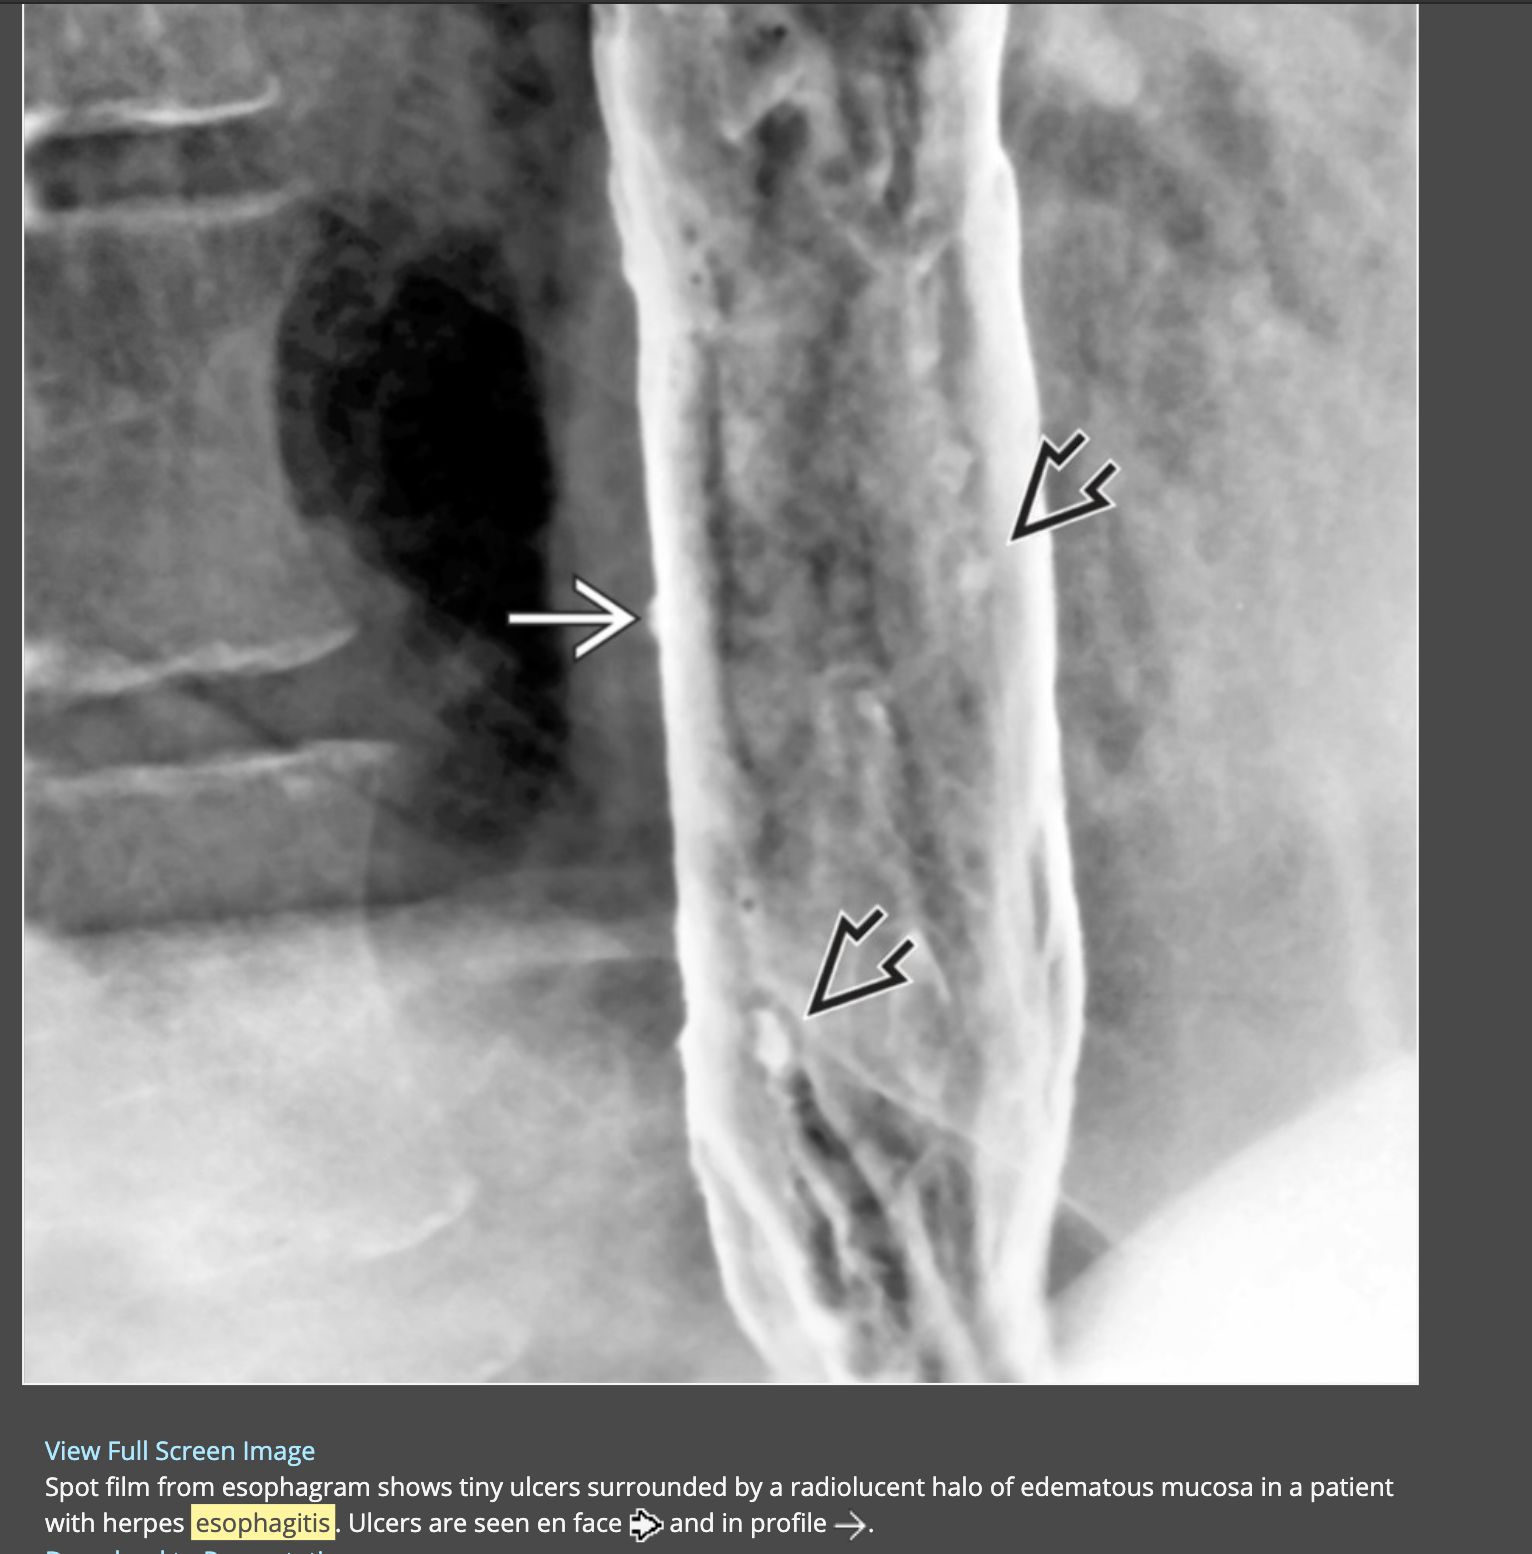 View Full Screen Image
Spot film from esophagram shows tiny ulcers surrounded by a radiolucent halo of edematous mucosa in a patient
with herpes esophagitis. Ulcers are seen en face and in profile.